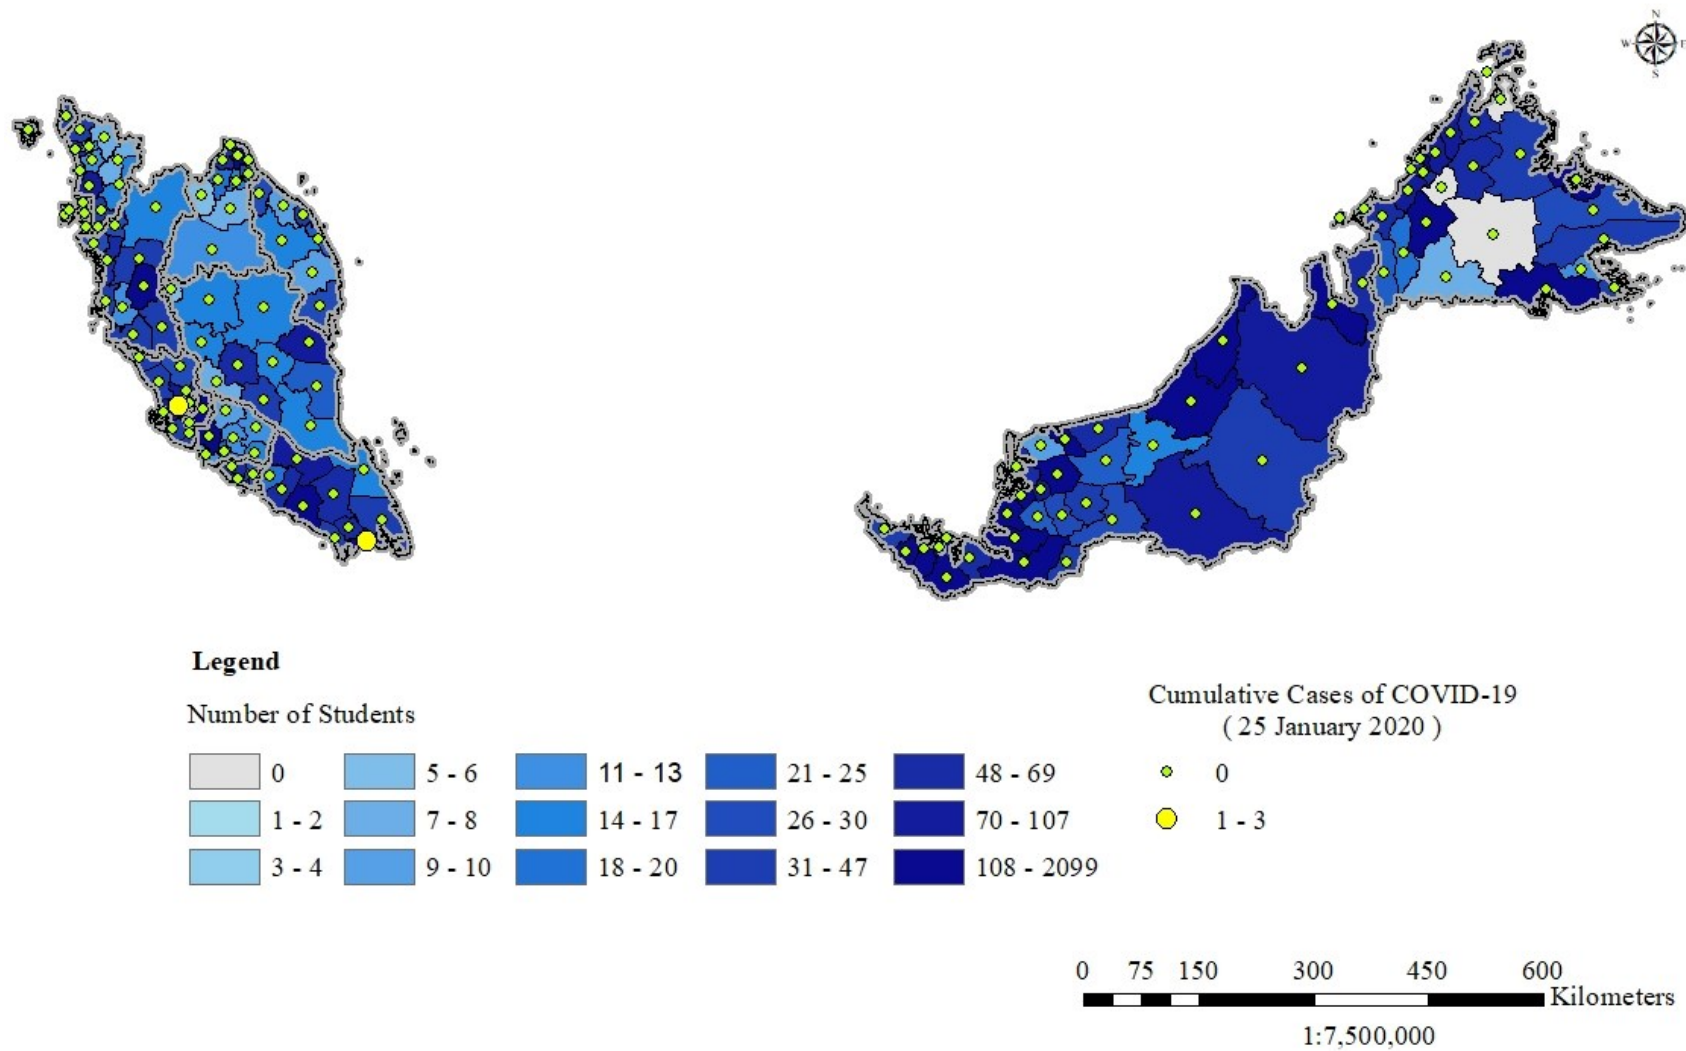 N
W E
S
Legend
Number of Students
0
5 - 6
11 - 13
21 - 25
48 - 69
1 - 2
7 - 8
14 - 17
26 - 30
70 - 107
3 - 4
9 - 10
18 - 20
31 - 47
108 - 2099
Cumulative Cases of COVID-19
( 25 January 2020 )
0
1 - 3
0 75 150 300 450 600
Kilometers
1:7,500,000